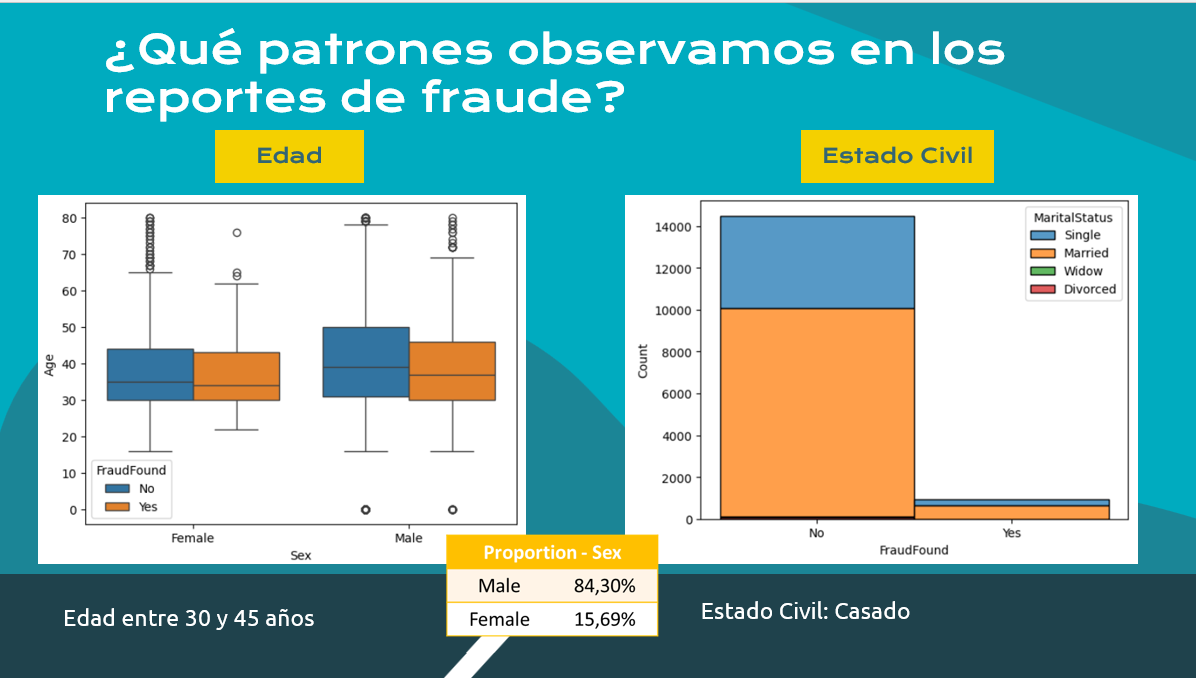 ¿Qué patrones observamos en los
reportes de fraude?
Edad
Estado Civil
80
70
60
50
40
30
20
10
0
Age
FraudFound
No
Yes
Female
Male
Sex
14000
12000
10000
8000
6000
4000
2000
0
Count
MaritalStatus
Single
Married
Widow
Divorced
No
Yes
FraudFound
Proportion - Sex
Male 84,30%
Female 15,69%
Edad entre 30 y 45 años
Estado Civil: Casado